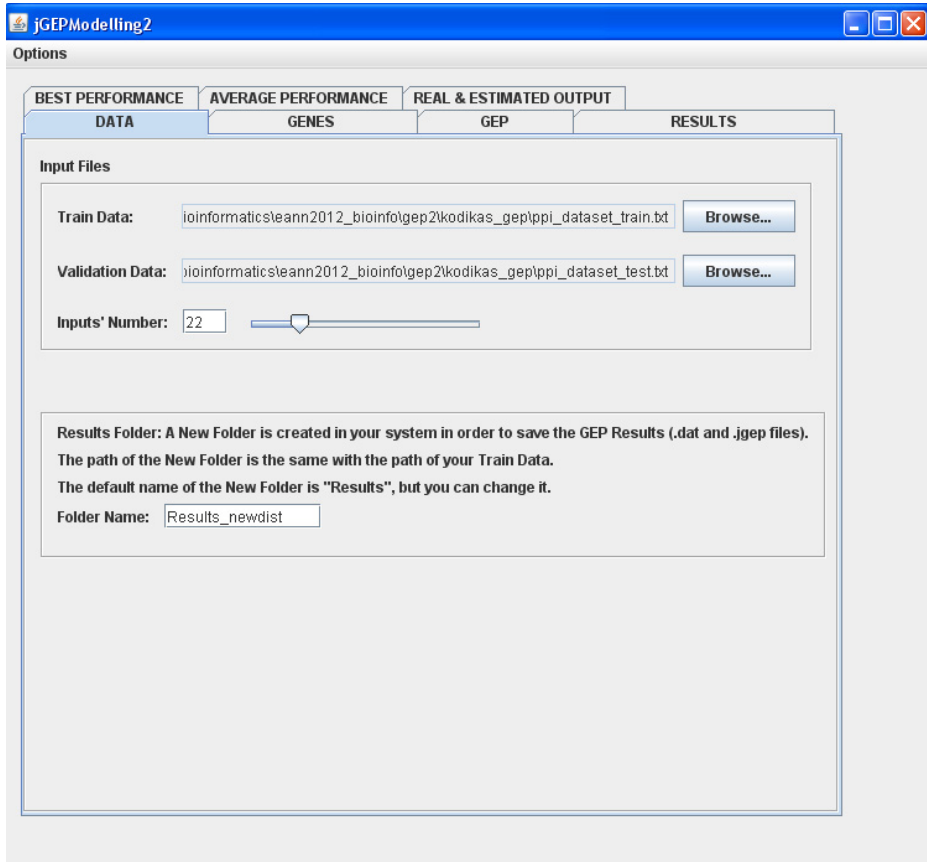 jGEPModelling2
Options
BEST PERFORMANCE AVERAGE PERFORMANCE REAL & ESTIMATED OUTPUT
DATA GENES GEP RESULTS
Input Files
Train Data: ioinformatics\eann2012_bioinfo\gep2\kodikas_gep\ppi_dataset_train.txt Browse...
Validation Data: bioinformatics\eann2012_bioinfo\gep2\kodikas_gep\ppi_dataset_test.txt Browse...
Inputs' Number: 22
Results Folder: A New Folder is created in your system in order to save the GEP Results (.dat and .jgep files).
The path of the New Folder is the same with the path of your Train Data.
The default name of the New Folder is "Results", but you can change it.
Folder Name: Results_newdist